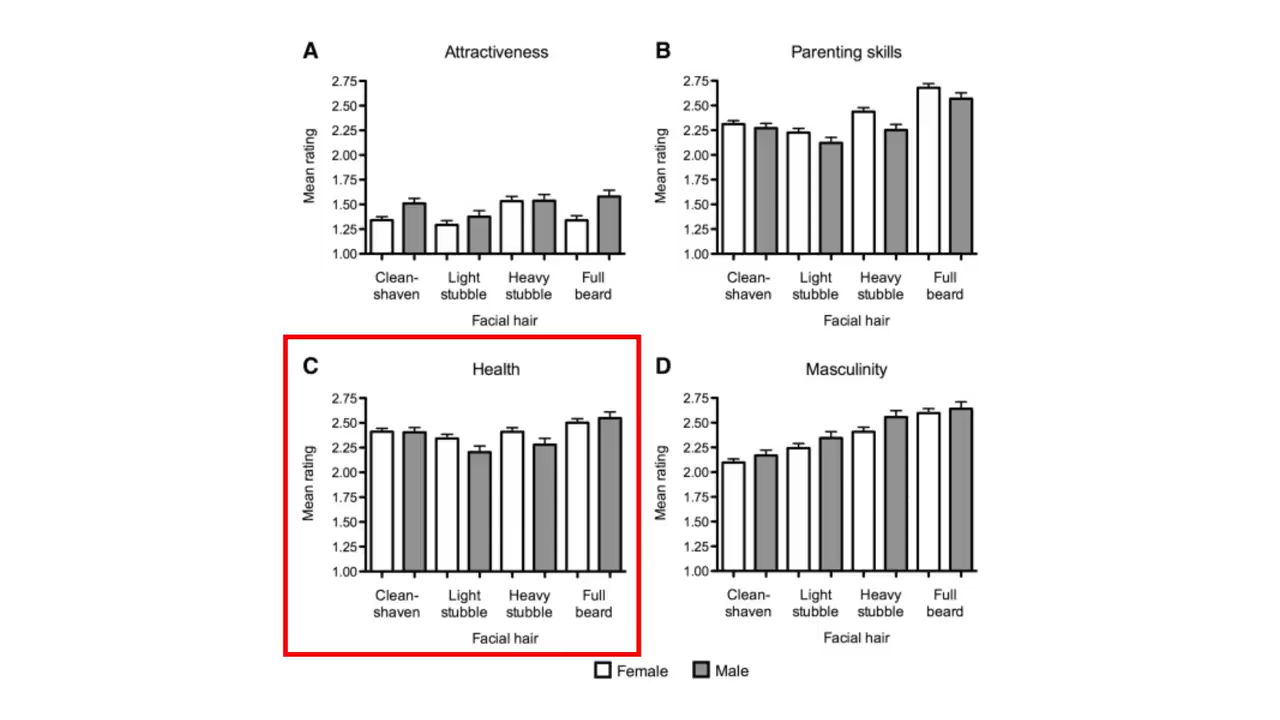 A
Attractiveness
Mean rating
2.75
2.50
2.25
2.00
1.75
1.50
1.25
1.00
Clean-shaven
Light stubble
Heavy stubble
Full beard
Facial hair
B
Parenting skills
Mean rating
2.75
2.50
2.25
2.00
1.75
1.50
1.25
1.00
Clean-shaven
Light stubble
Heavy stubble
Full beard
Facial hair
C
Health
Mean rating
2.75
2.50
2.25
2.00
1.75
1.50
1.25
1.00
Clean-shaven
Light stubble
Heavy stubble
Full beard
Facial hair
D
Masculinity
Mean rating
2.75
2.50
2.25
2.00
1.75
1.50
1.25
1.00
Clean-shaven
Light stubble
Heavy stubble
Full beard
Facial hair
Female
Male